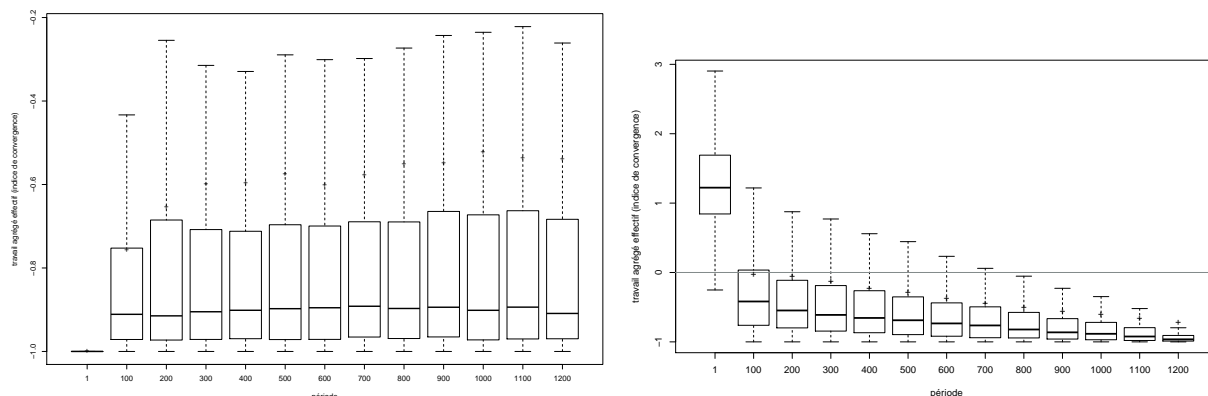 travail agrégé effectif (indice de convergence)
−0.2
−0.4
−0.6
−0.8
−1.0
1 100 200 300 400 500 600 700 800 900 1000 1100 1200
période
travail agrégé effectif (indice de convergence)
3
2
1
0
−1
1 100 200 300 400 500 600 700 800 900 1000 1100 1200
période